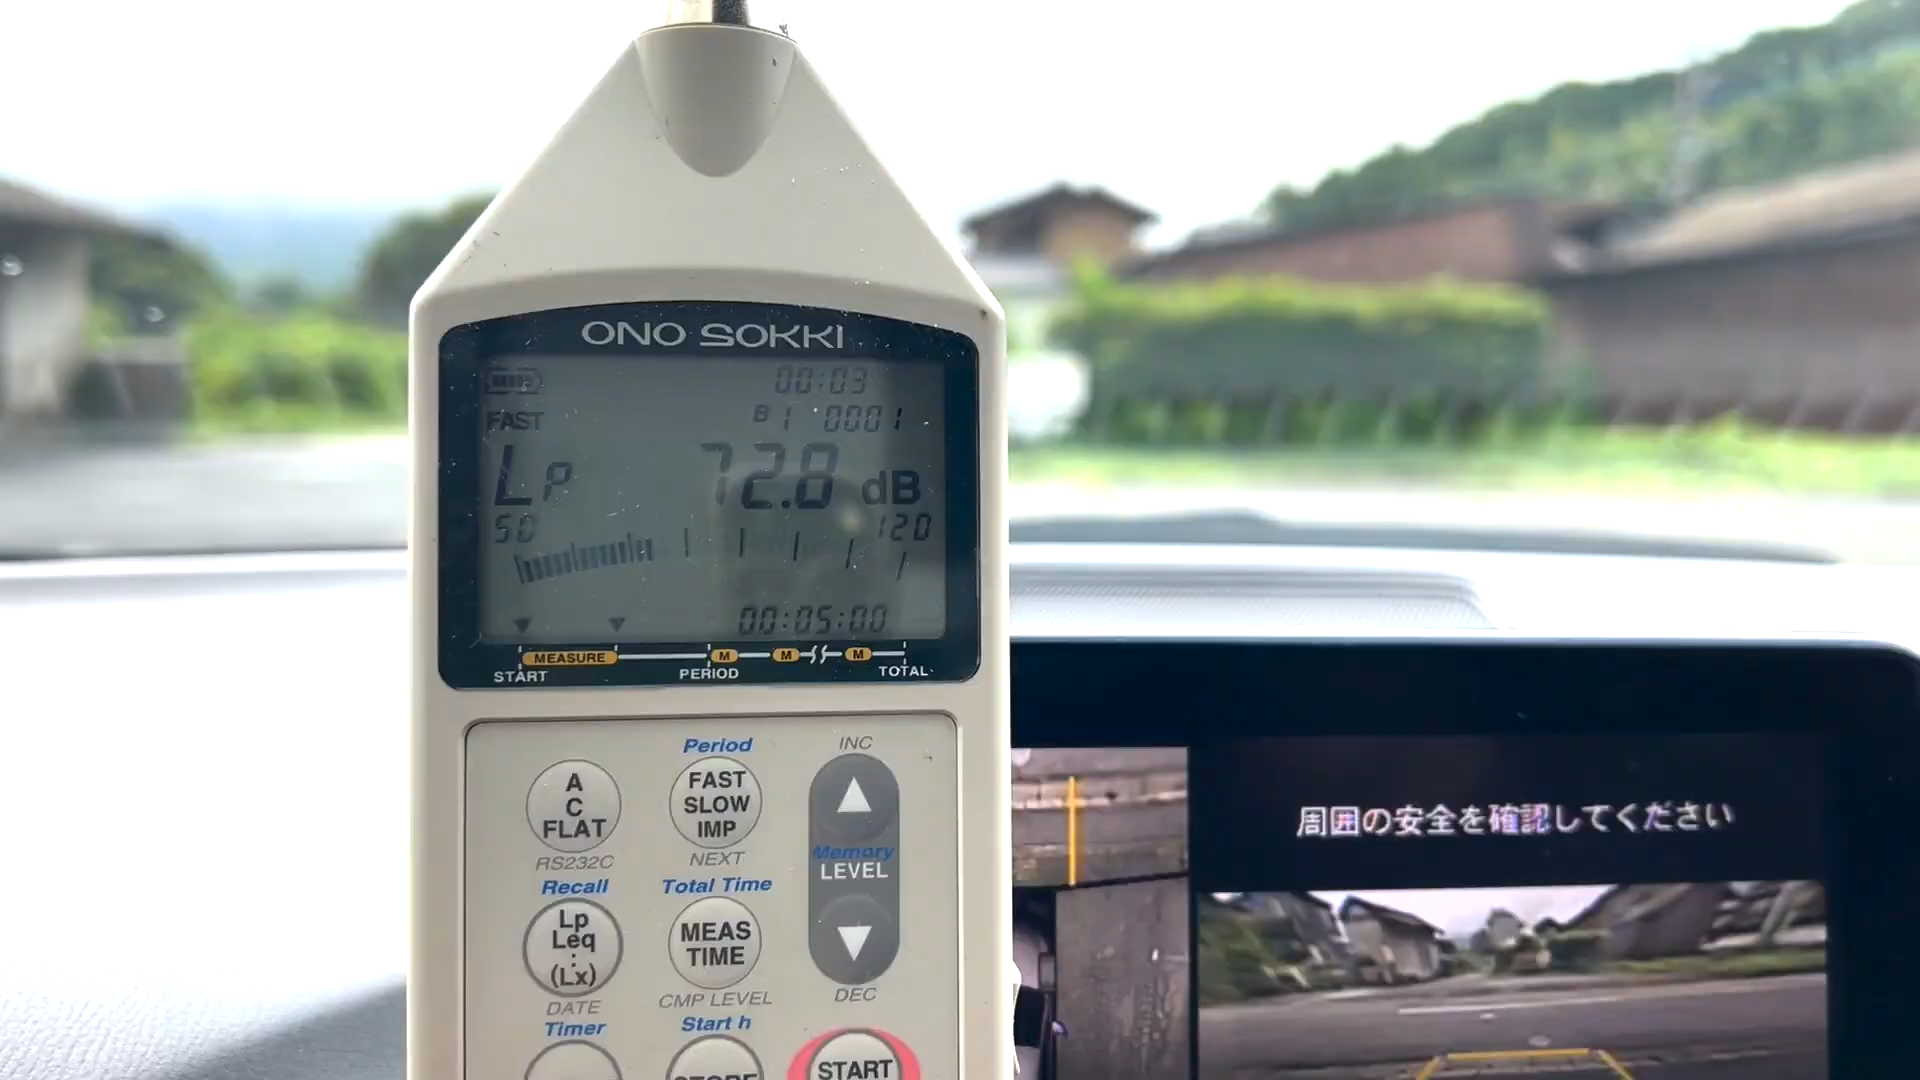 ONO SOKKI
00:03
FAST
B 1 0001
Lp 72.8 dB
50
120
00:05:00
MEASURE
M M M
START
PERIOD
TOTAL
Period
INC
A
C
FLAT
FAST
SLOW
IMP
RS232C
NEXT
Memory
LEVEL
Recall
Total Time
Lp
Leq
:
(Lx)
MEAS
TIME
DATE
CMP LEVEL
DEC
Timer
Start h
STORE
START
周囲の安全を確認してください